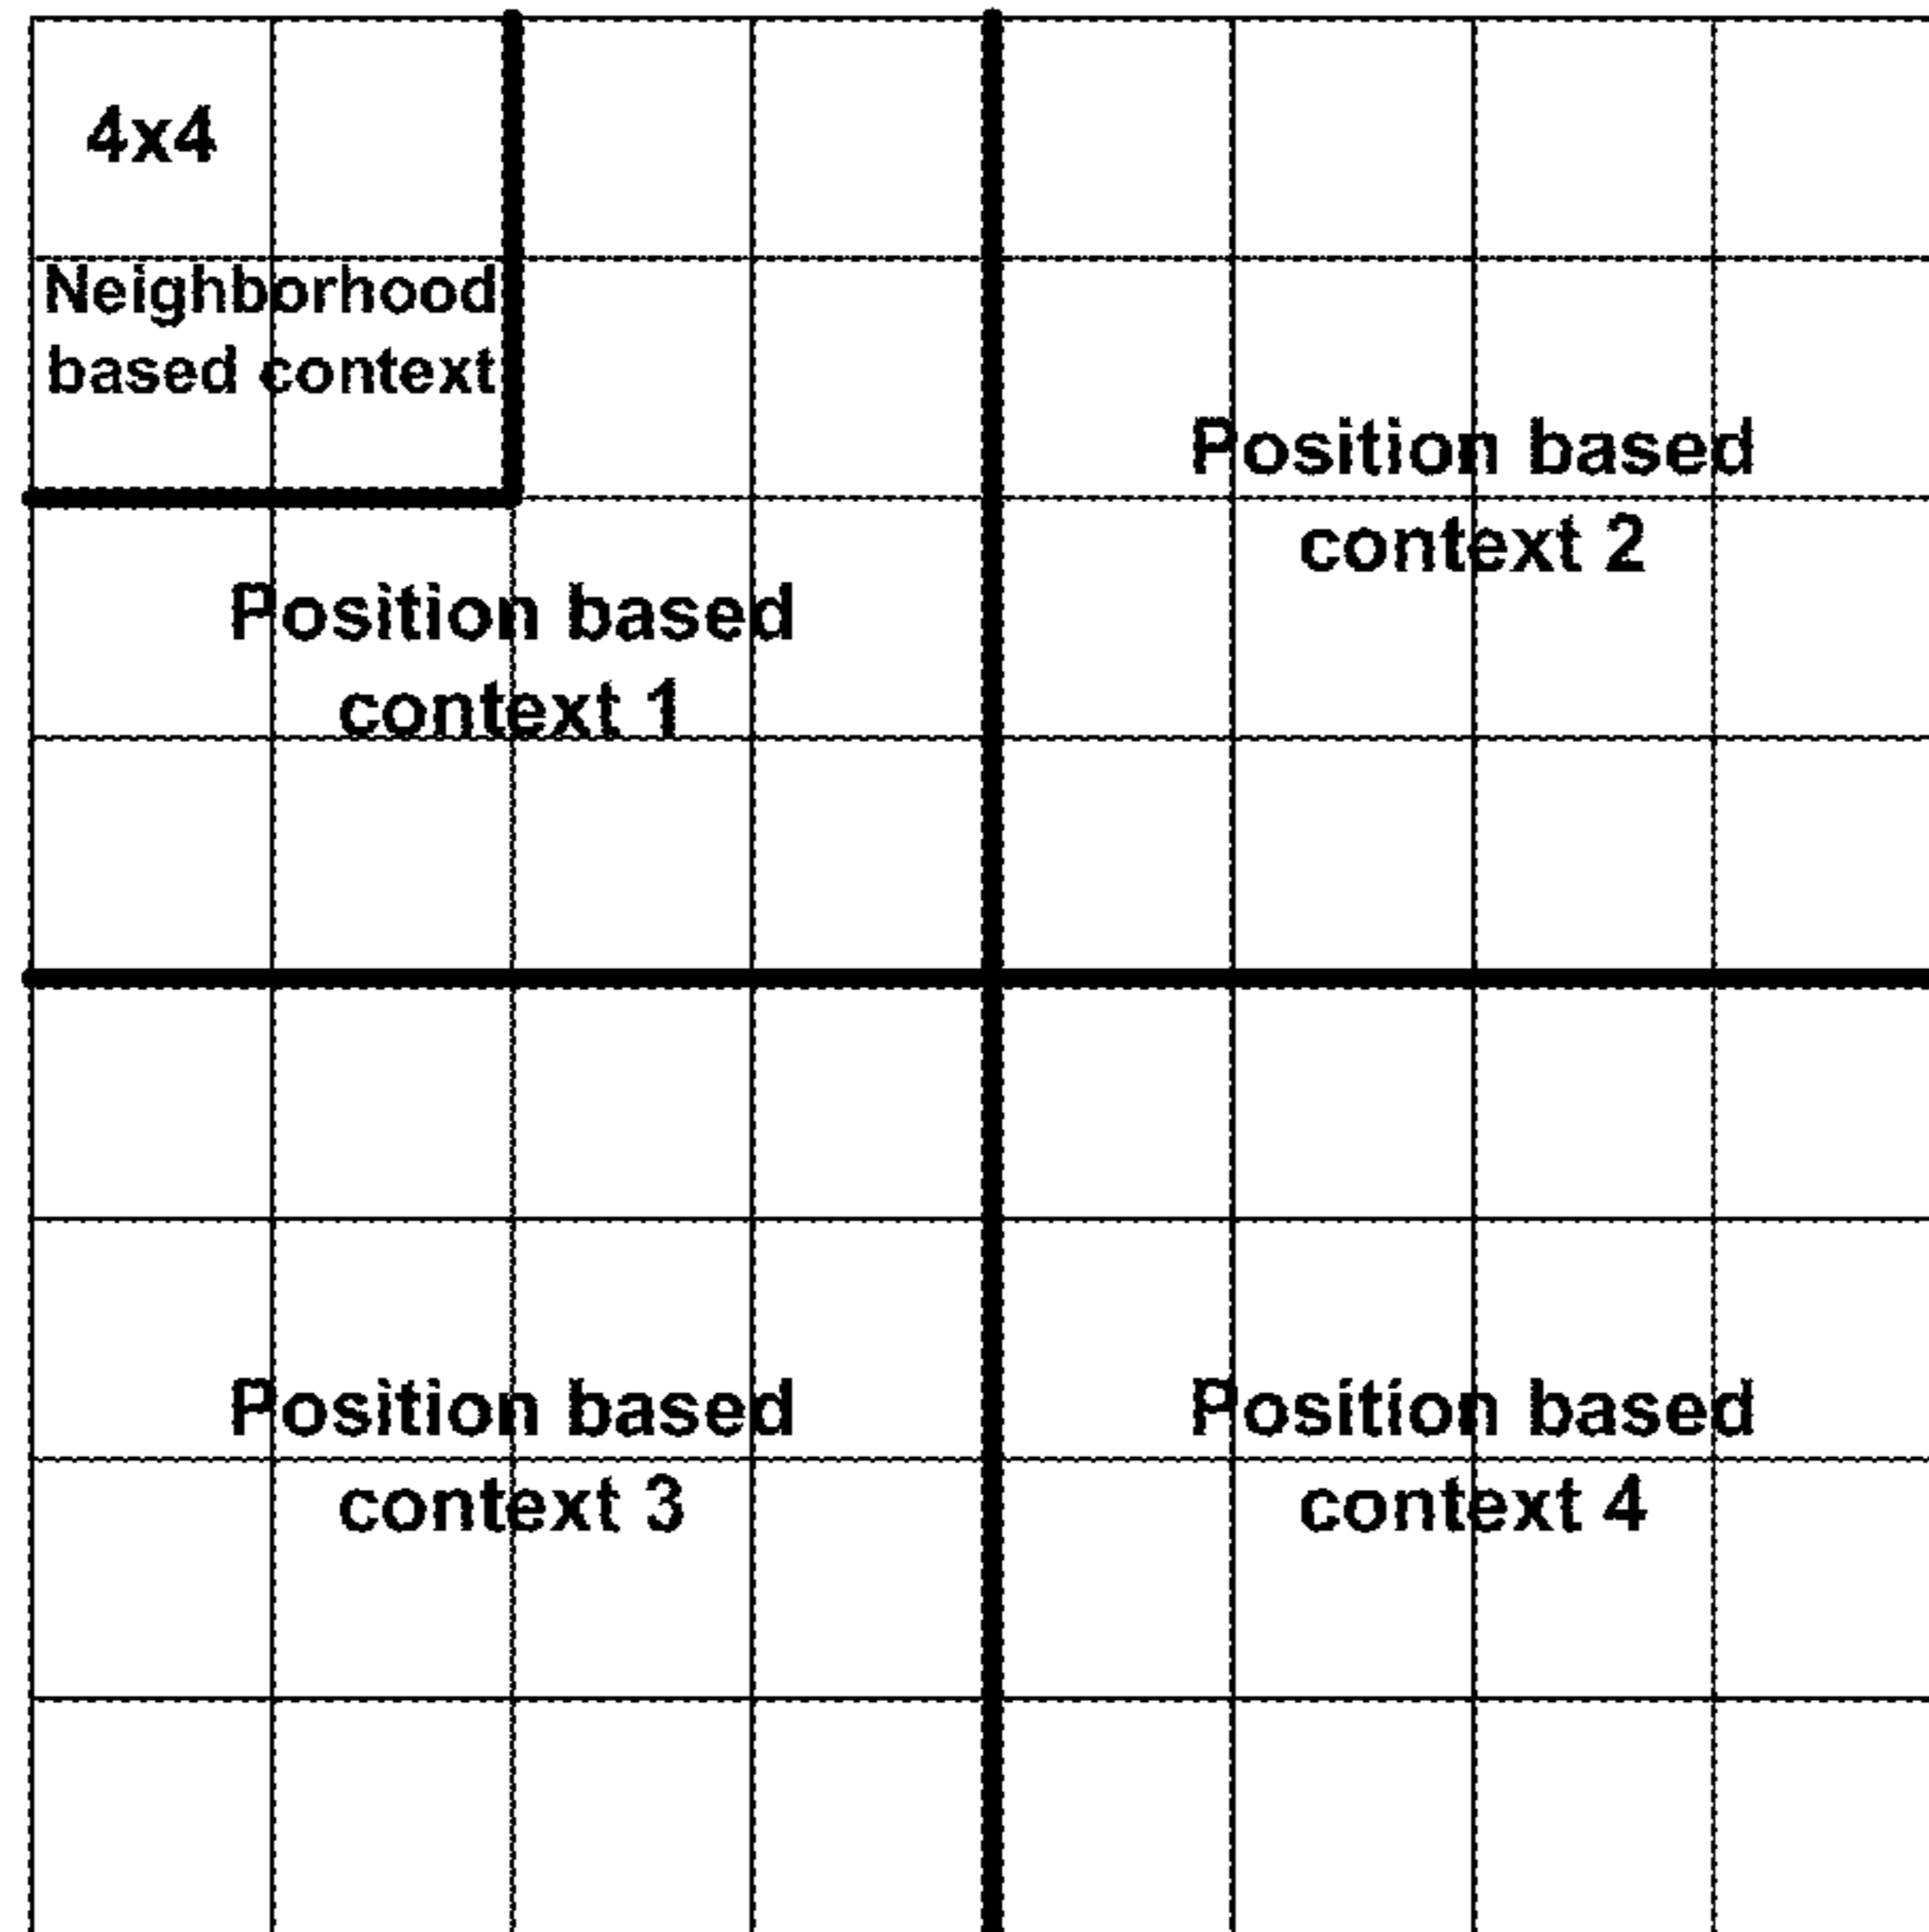 4x4
Neighborhood
based context
Position based
context 1
Position based
context 2
Position based
context 3
Position based
context 4